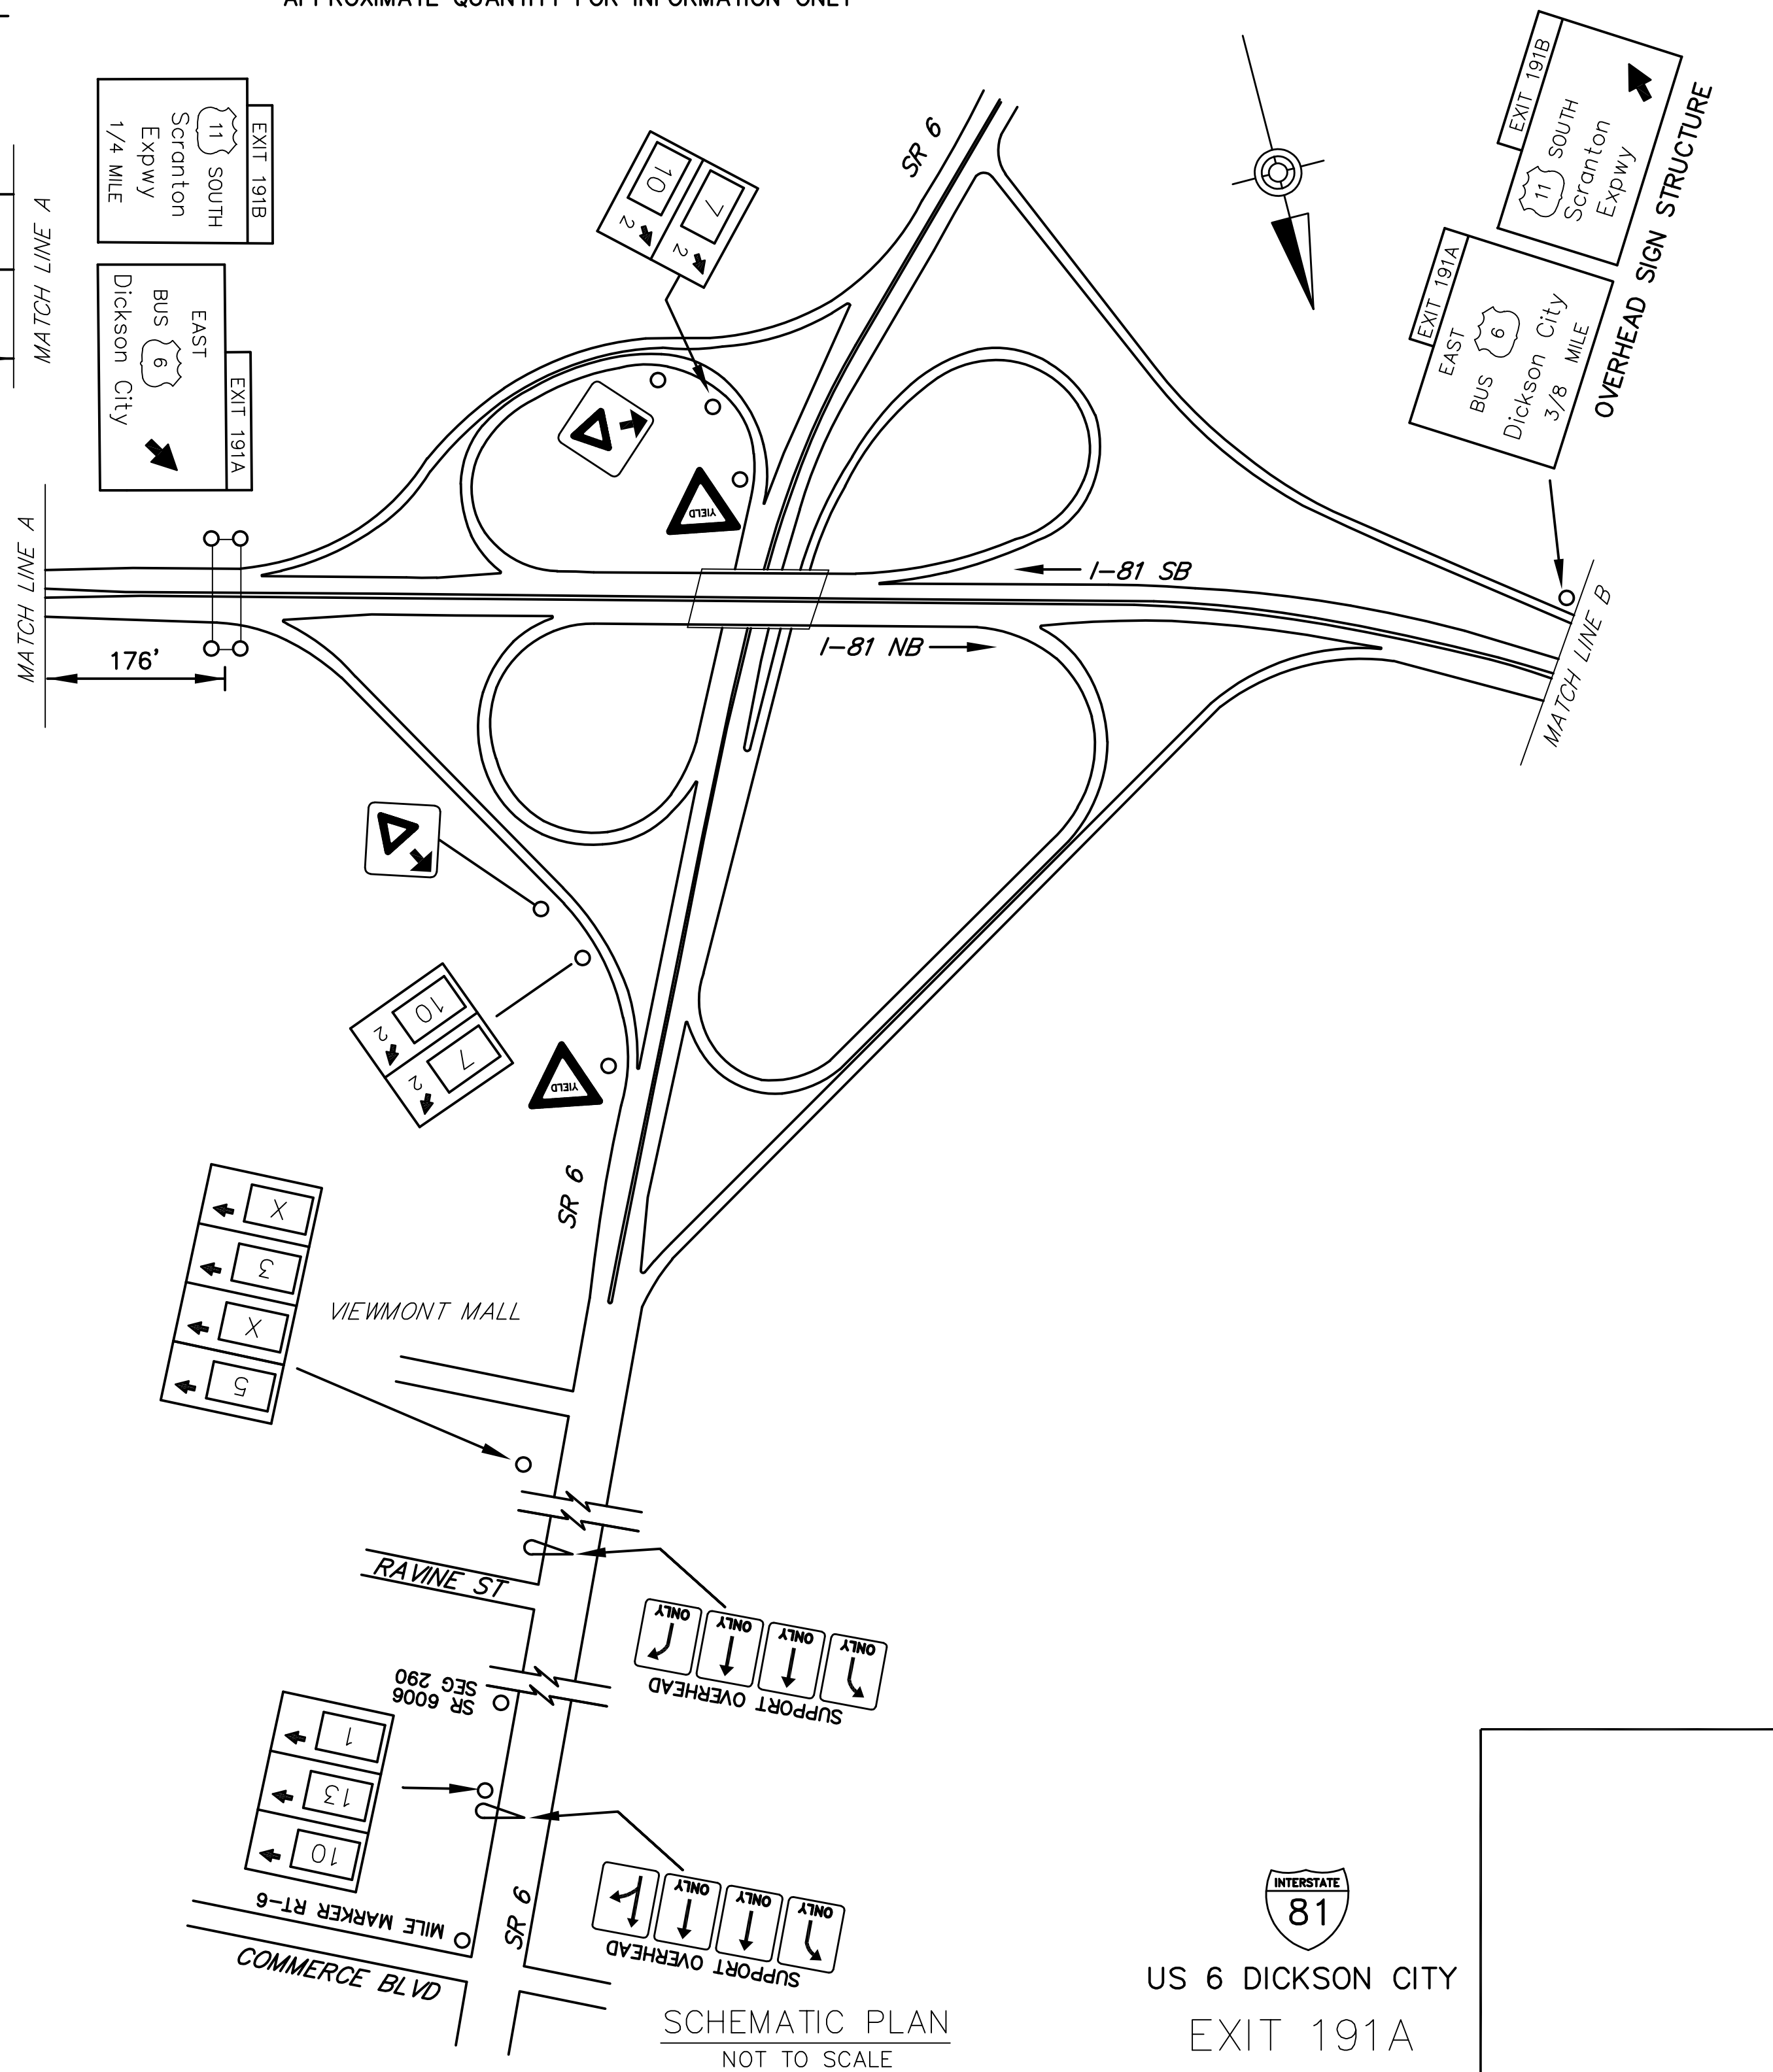 APPROXIMATE QUANTITY FOR INFORMATION ONLY
EXIT 191B
11 SOUTH
Scranton
Expwy
1/4 MILE
MATCH LINE A
EXIT 191A
EAST
BUS 6
Dickson City
MATCH LINE A
176'
10 2
7 2
SR 6
EXIT 191B
11 SOUTH
Scranton
Expwy
EXIT 191A
EAST
BUS 6
Dickson City
3/8 MILE
OVERHEAD SIGN STRUCTURE
YIELD
I-81 SB
I-81 NB
MATCH LINE B
10 2
7 2
YIELD
SR 6
X
3
X
5
VIEWMONT MALL
RAVINE ST
ONLY
ONLY
ONLY
ONLY
SUPPORT OVERHEAD
SR 6006
SEG 290
1
13
10
MILE MARKER RT-6
COMMERCE BLVD
SR 6
ONLY
ONLY
ONLY
SUPPORT OVERHEAD
SCHEMATIC PLAN
NOT TO SCALE
INTERSTATE
81
US 6 DICKSON CITY
EXIT 191A